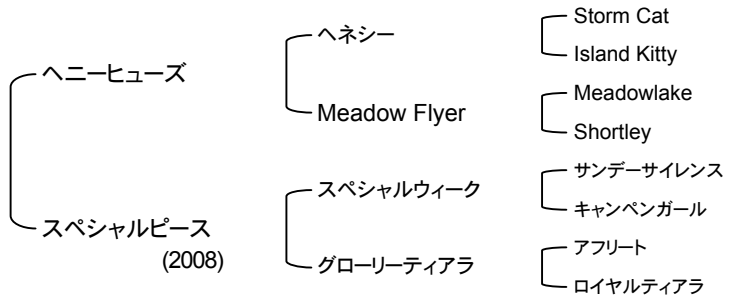 ヘニーヒューズ
スペシャルピース
(2008)
ヘネシー
Meadow Flyer
スペシャルウィーク
グローリーティアラ
Storm Cat
Island Kitty
Meadowlake
Shortley
サンデーサイレンス
キャンペンガール
アフリート
ロイヤルティアラ